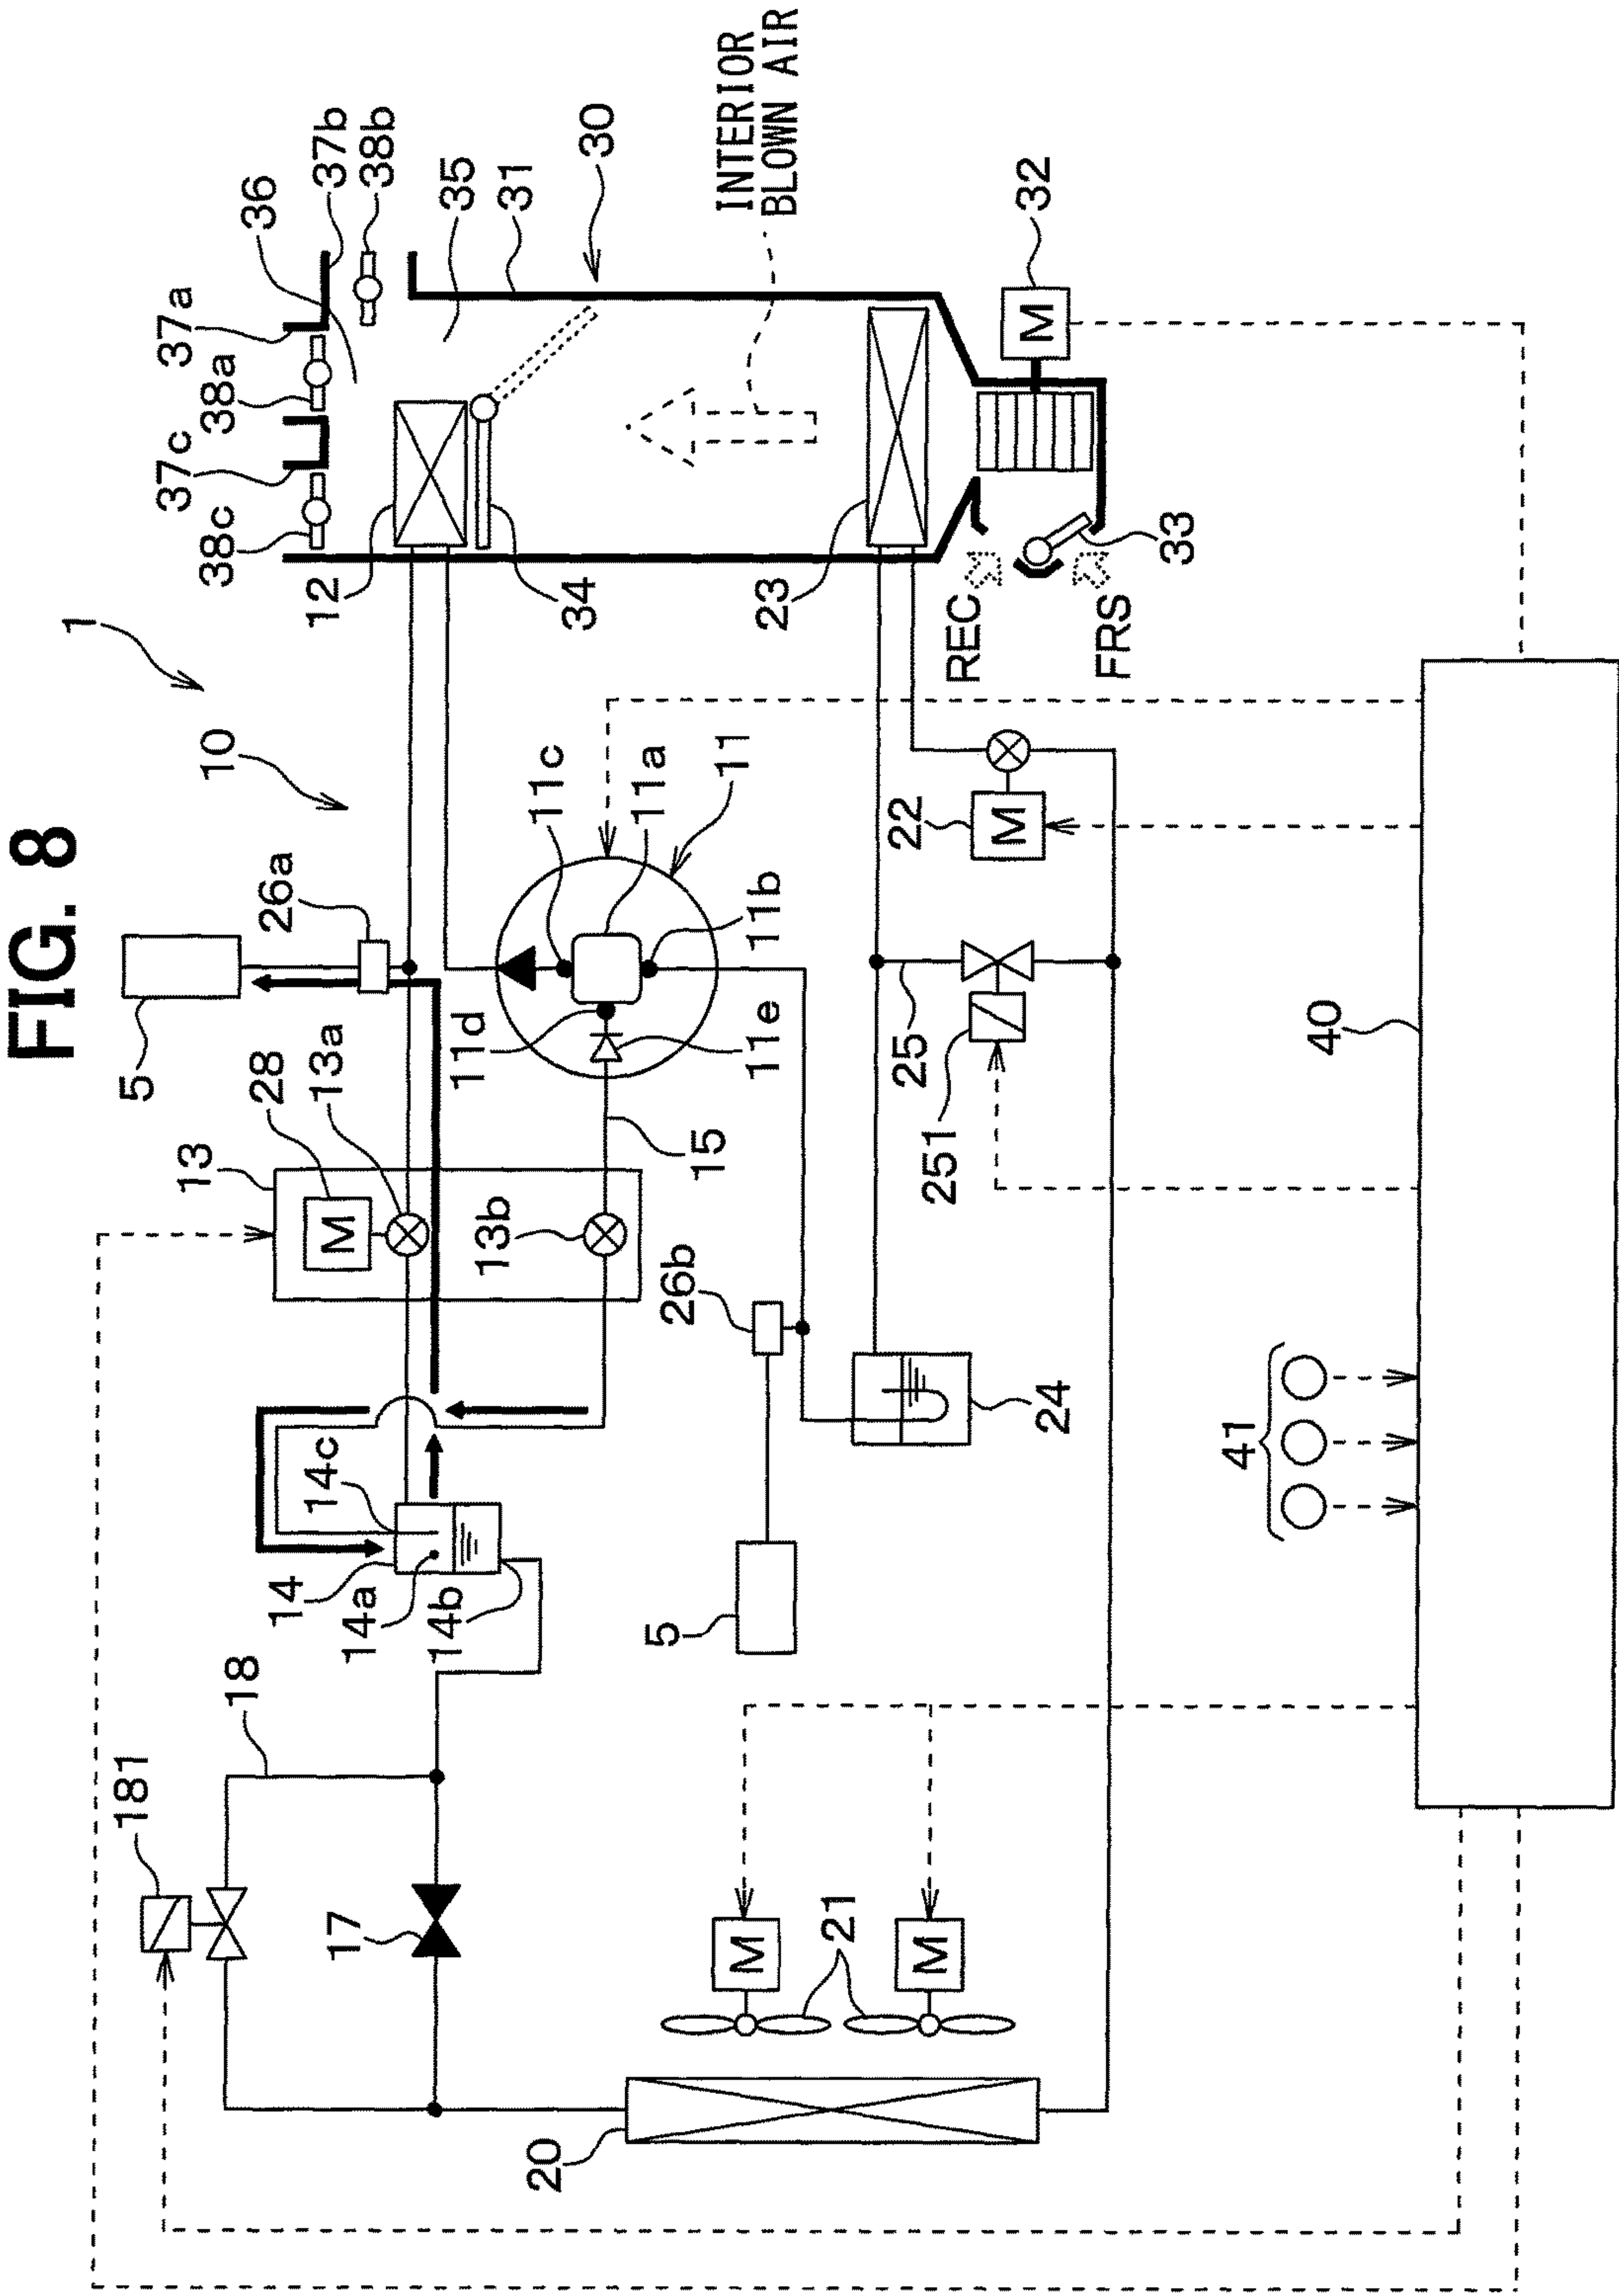 FIG. 8
1
181
5
37c
37a
13
38c
38a
10
18
36
28
26a
14
14c
13a
12
37b
M
17
14a
38b
14b
35
11d
13b
31
20
11c
34
30
5
26b
11a
15
11
INTERIOR
BLOWN AIR
M
11e
11b
23
21
22
25
M
251
REC
M
M
32
24
FRS
33
41
40